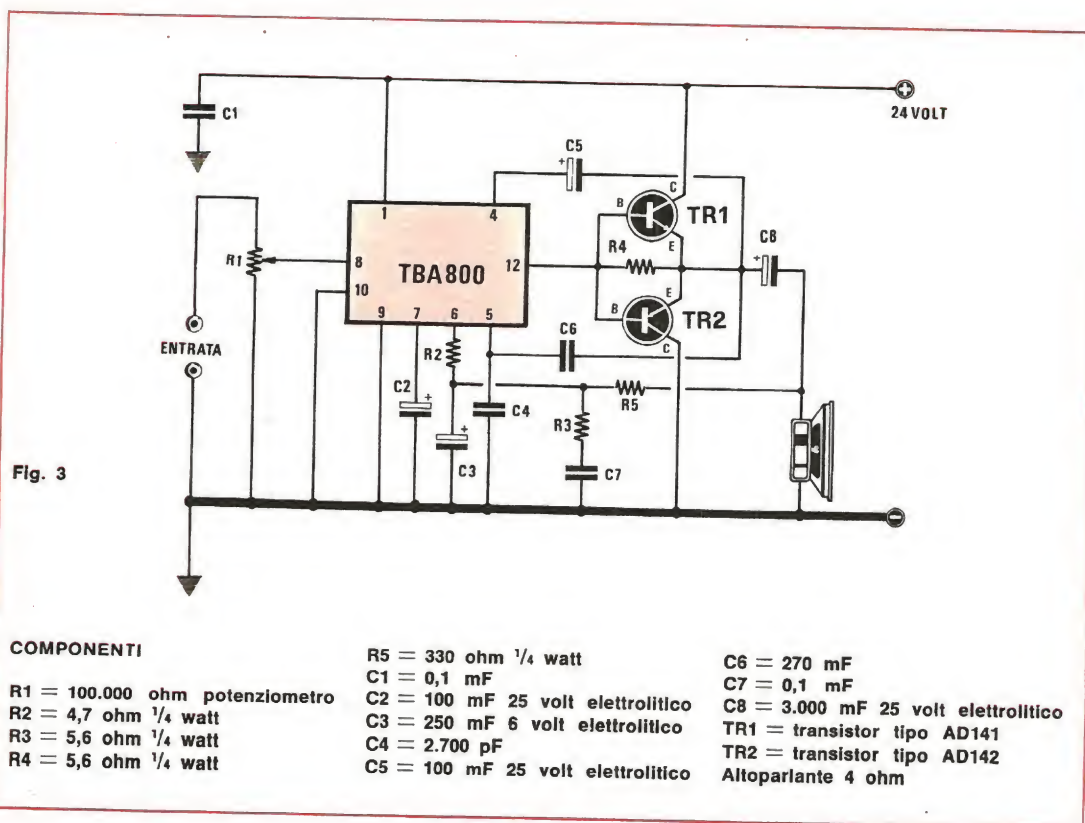 C1
24 VOLT
C5
1
4
B
C
TR1
E
R4
C8
R1
8
TBA800
12
10
9
7
6
5
B
E
TR2
C
ENTRATA
C6
R2
C2
C4
R5
R3
C3
C7
Fig. 3
COMPONENTI
R1 = 100.000 ohm potenziometro
R2 = 4,7 ohm 1/4 watt
R3 = 5,6 ohm 1/4 watt
R4 = 5,6 ohm 1/4 watt
R5 = 330 ohm 1/4 watt
C1 = 0,1 mF
C2 = 100 mF 25 volt elettrolitico
C3 = 250 mF 6 volt elettrolitico
C4 = 2.700 pF
C5 = 100 mF 25 volt elettrolitico
C6 = 270 mF
C7 = 0,1 mF
C8 = 3.000 mF 25 volt elettrolitico
TR1 = transistor tipo AD141
TR2 = transistor tipo AD142
Altoparlante 4 ohm